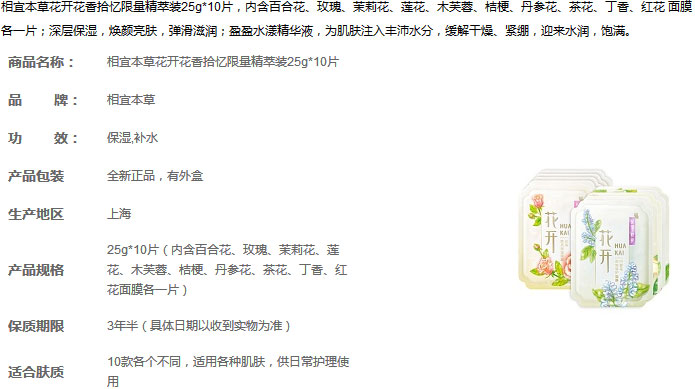 相宜本草花开花香拾忆限量精萃装25g*10片，内含百合花、玫瑰、茉莉花、莲花、木芙蓉、桔梗、丹参花、茶花、丁香、红花 面膜
各一片；深层保湿，焕颜亮肤，弹滑滋润；盈盈水漾精华液，为肌肤注入丰沛水分，缓解干燥、紧绷，迎来水润，饱满。
商品名称： 相宜本草花开花香拾忆限量精萃装25g*10片
品 牌： 相宜本草
功 效： 保湿,补水
产品包装 全新正品，有外盒
生产地区 上海
产品规格 25g*10片（内含百合花、玫瑰、茉莉花、莲
花、木芙蓉、桔梗、丹参花、茶花、丁香、红
花面膜各一片）
保质期限 3年半（具体日期以收到实物为准）
适合肤质 10款各个不同，适用各种肌肤，供日常护理使
用
花开
HUA
KAI
花开
HUA
KAI